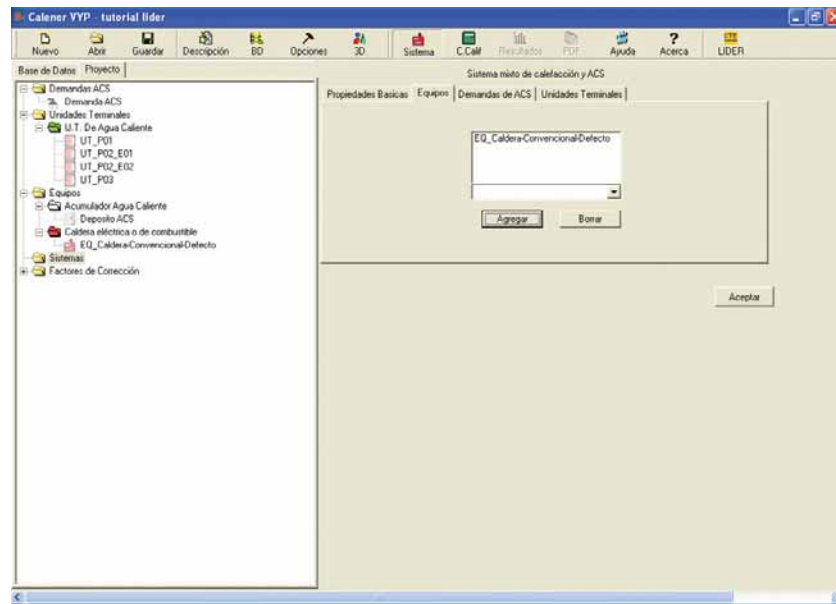 Calener VYP - tutorial lider
Nuevo Abrir Guardar Descripción BD Opciones 3D Sistema C.Calif Resultados PDF Ayuda Acerca LIDER
Base de Datos Proyecto
Demandas ACS
Demanda ACS
Unidades Terminales
U.T. De Agua Caliente
UT_P01
UT_P02_E01
UT_P02_E02
UT_P03
Equipos
Acumulador Agua Caliente
Deposito ACS
Caldera eléctrica o de combustible
EQ_Caldera-Convencional-Defecto
Sistemas
Factores de Corrección
Sistema mixto de calefacción y ACS
Propiedades Basicas Equipos Demandas de ACS Unidades Terminales
EQ_Caldera-Convencional-Defecto
Agregar Borrar
Aceptar